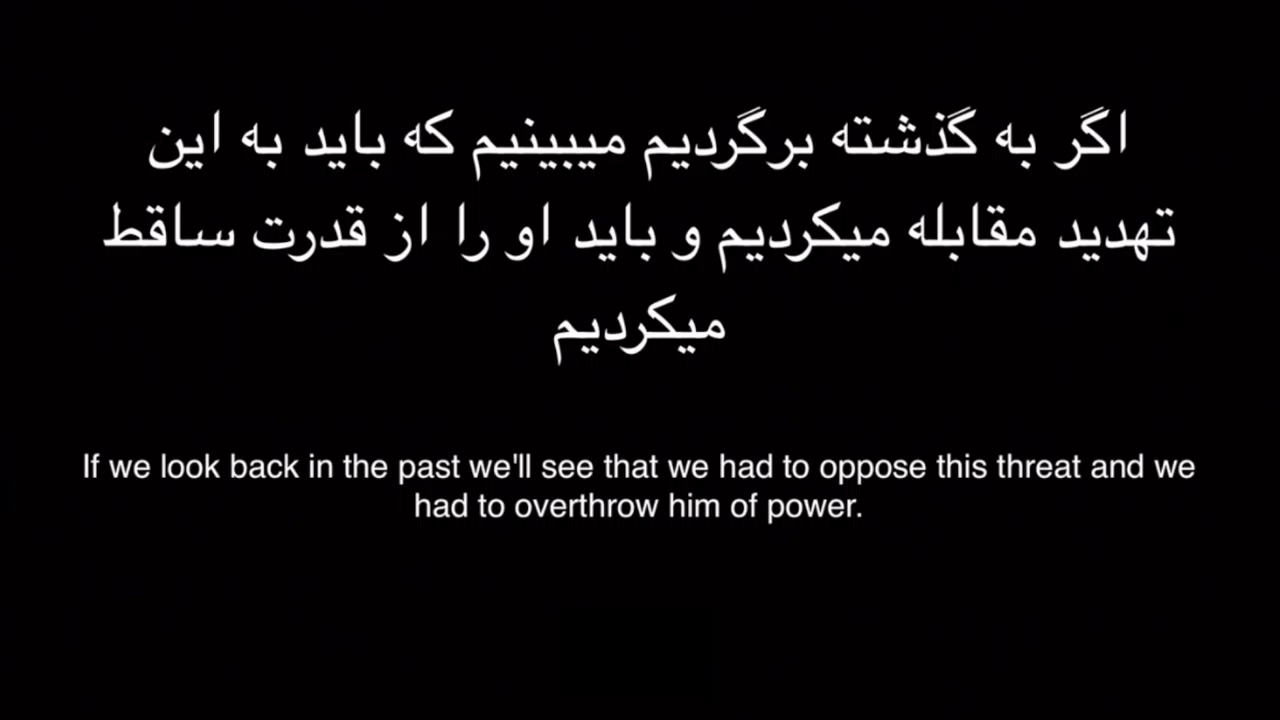 اگر به گذشته برگردیم میبینیم که باید به این
تهدید مقابله میکردیم و باید او را از قدرت ساقط
میکردیم
If we look back in the past we'll see that we had to oppose this threat and we
had to overthrow him of power.